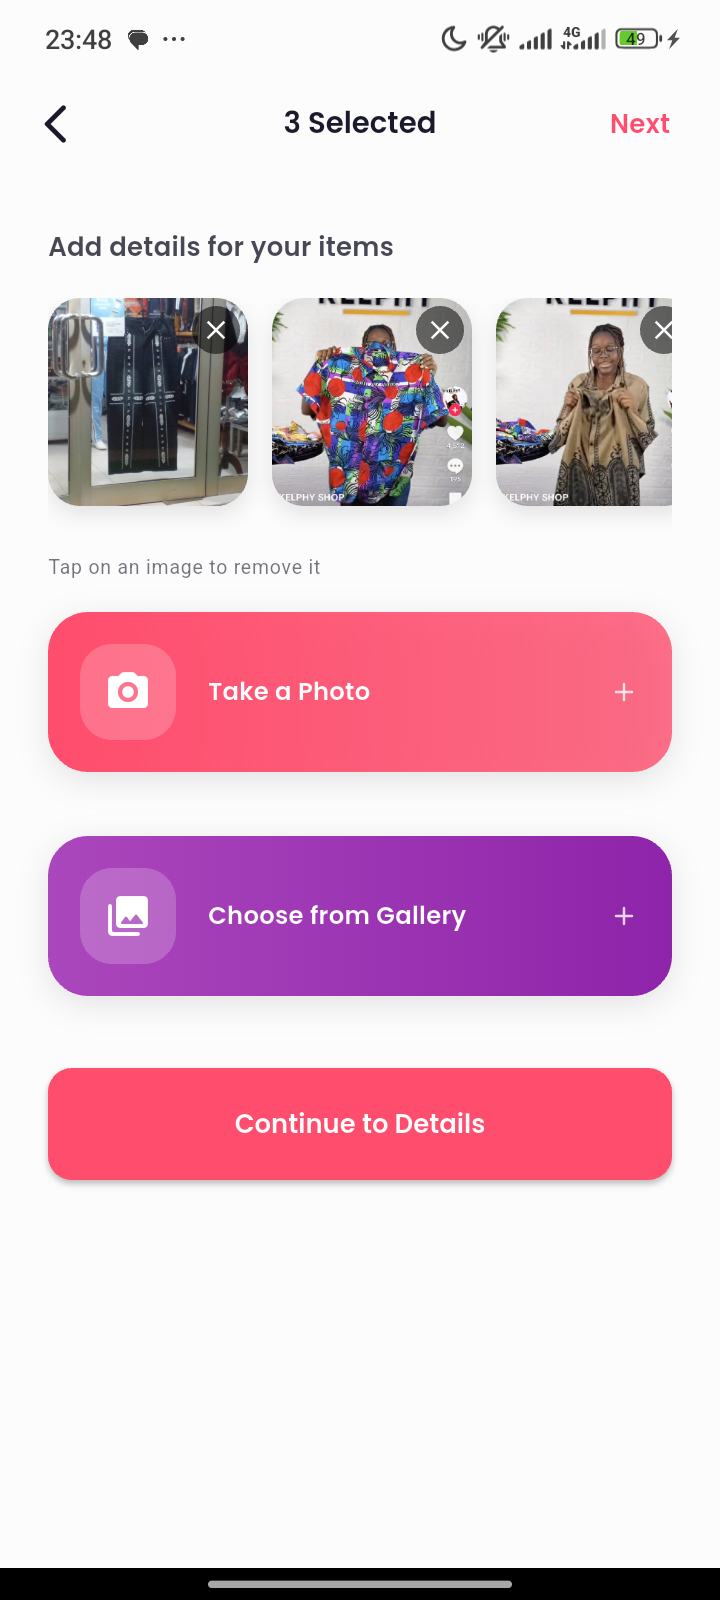 23:48
4G
49
3 Selected
Next
Add details for your items
KELPHY SHOP
KELPHY SHOP
Tap on an image to remove it
Take a Photo
Choose from Gallery
Continue to Details